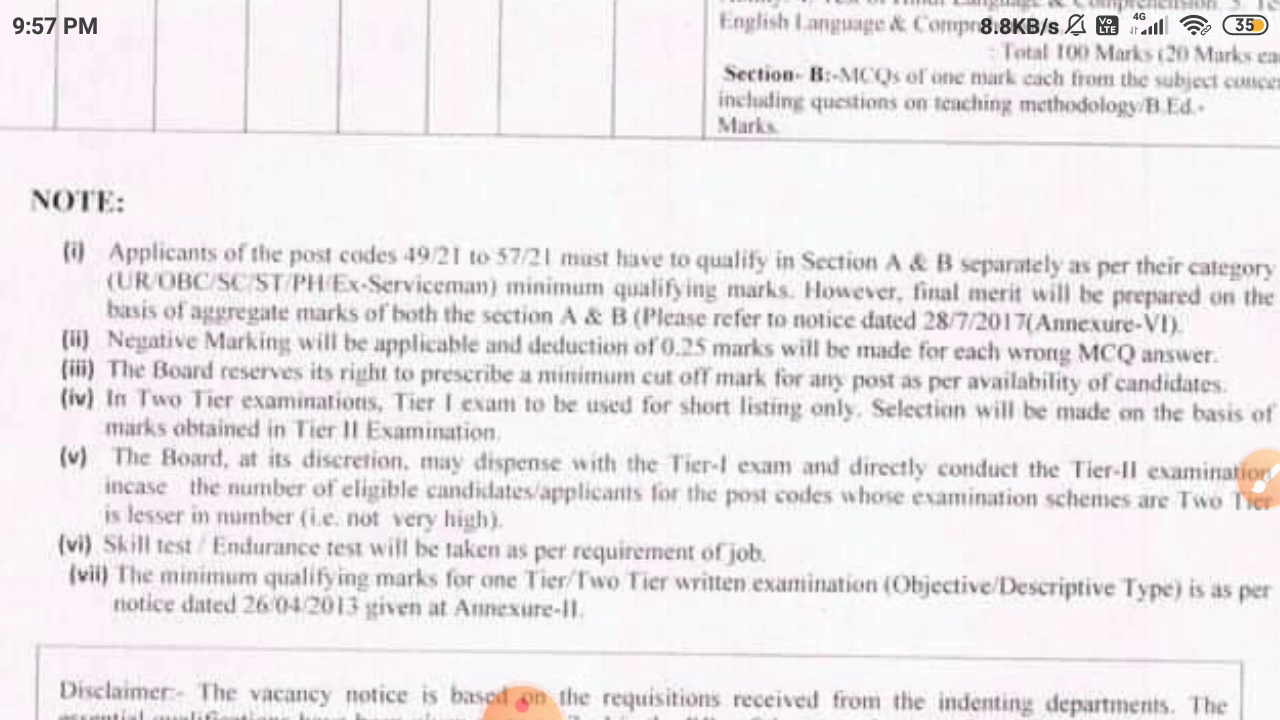 9:57 PM
8.8KB/s Vo LTE 4G 35
English Language &
Total 100 Marks (20 Marks
Section- B:-MCQs of one mark each from the subject
including questions on teaching methodology/B.Ed.-
Marks.
NOTE:
(i) Applicants of the post codes 49/21 to 57/21 must have to qualify in Section A & B separately as per their category
(UR/OBC/SC/ST/PH/Ex-Serviceman) minimum qualifying marks. However, final merit will be prepared on the
basis of aggregate marks of both the section A & B (Please refer to notice dated 28/7/2017(Annexure-VI).
(ii) Negative Marking will be applicable and deduction of 0.25 marks will be made for each wrong MCQ answer.
(iii) The Board reserves its right to prescribe a minimum cut off mark for any post as per availability of candidates.
(iv) In Two Tier examinations, Tier I exam to be used for short listing only. Selection will be made on the basis of
marks obtained in Tier II Examination.
(v) The Board, at its discretion, may dispense with the Tier-I exam and directly conduct the Tier-II examination
incase the number of eligible candidates/applicants for the post codes whose examination schemes are Two Tier
is lesser in number (i.e. not very high).
(vi) Skill test / Endurance test will be taken as per requirement of job.
(vii) The minimum qualifying marks for one Tier/Two Tier written examination (Objective/Descriptive Type) is as per
notice dated 26/04/2013 given at Annexure-II.
Disclaimer:- The vacancy notice is based on the requisitions received from the indenting departments. The